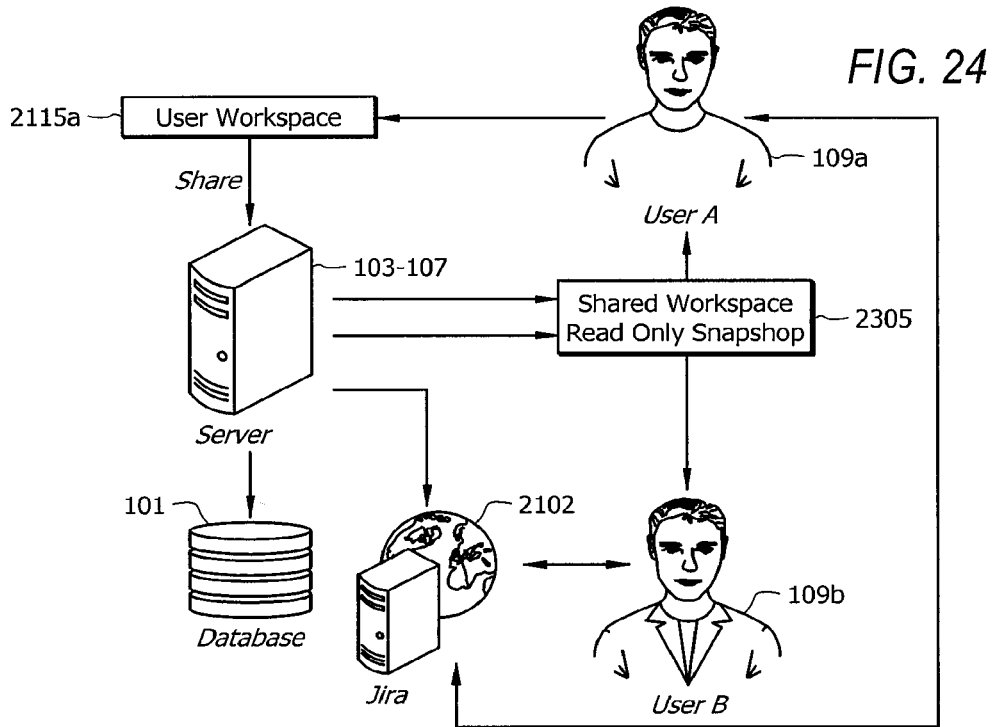 FIG. 24
2115a
User Workspace
Share
109a
User A
103-107
Shared Workspace
Read Only Snapshop
2305
Server
101
2102
Database
Jira
109b
User B